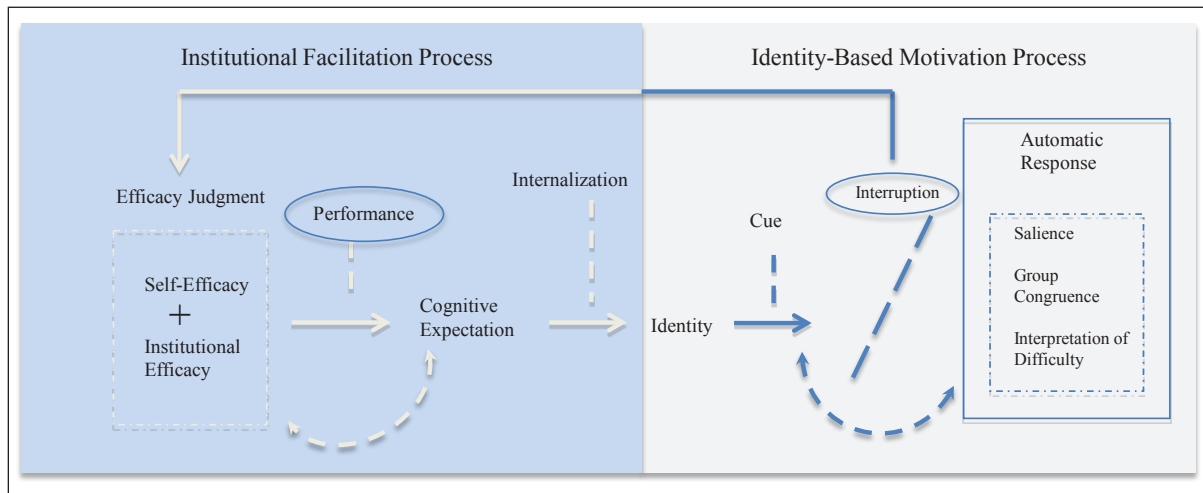 Institutional Facilitation Process
Identity-Based Motivation Process
Efficacy Judgment
Performance
Internalization
Self-Efficacy
+
Institutional
Efficacy
Cognitive
Expectation
Identity
Cue
Interruption
Automatic
Response
Salience
Group
Congruence
Interpretation of
Difficulty